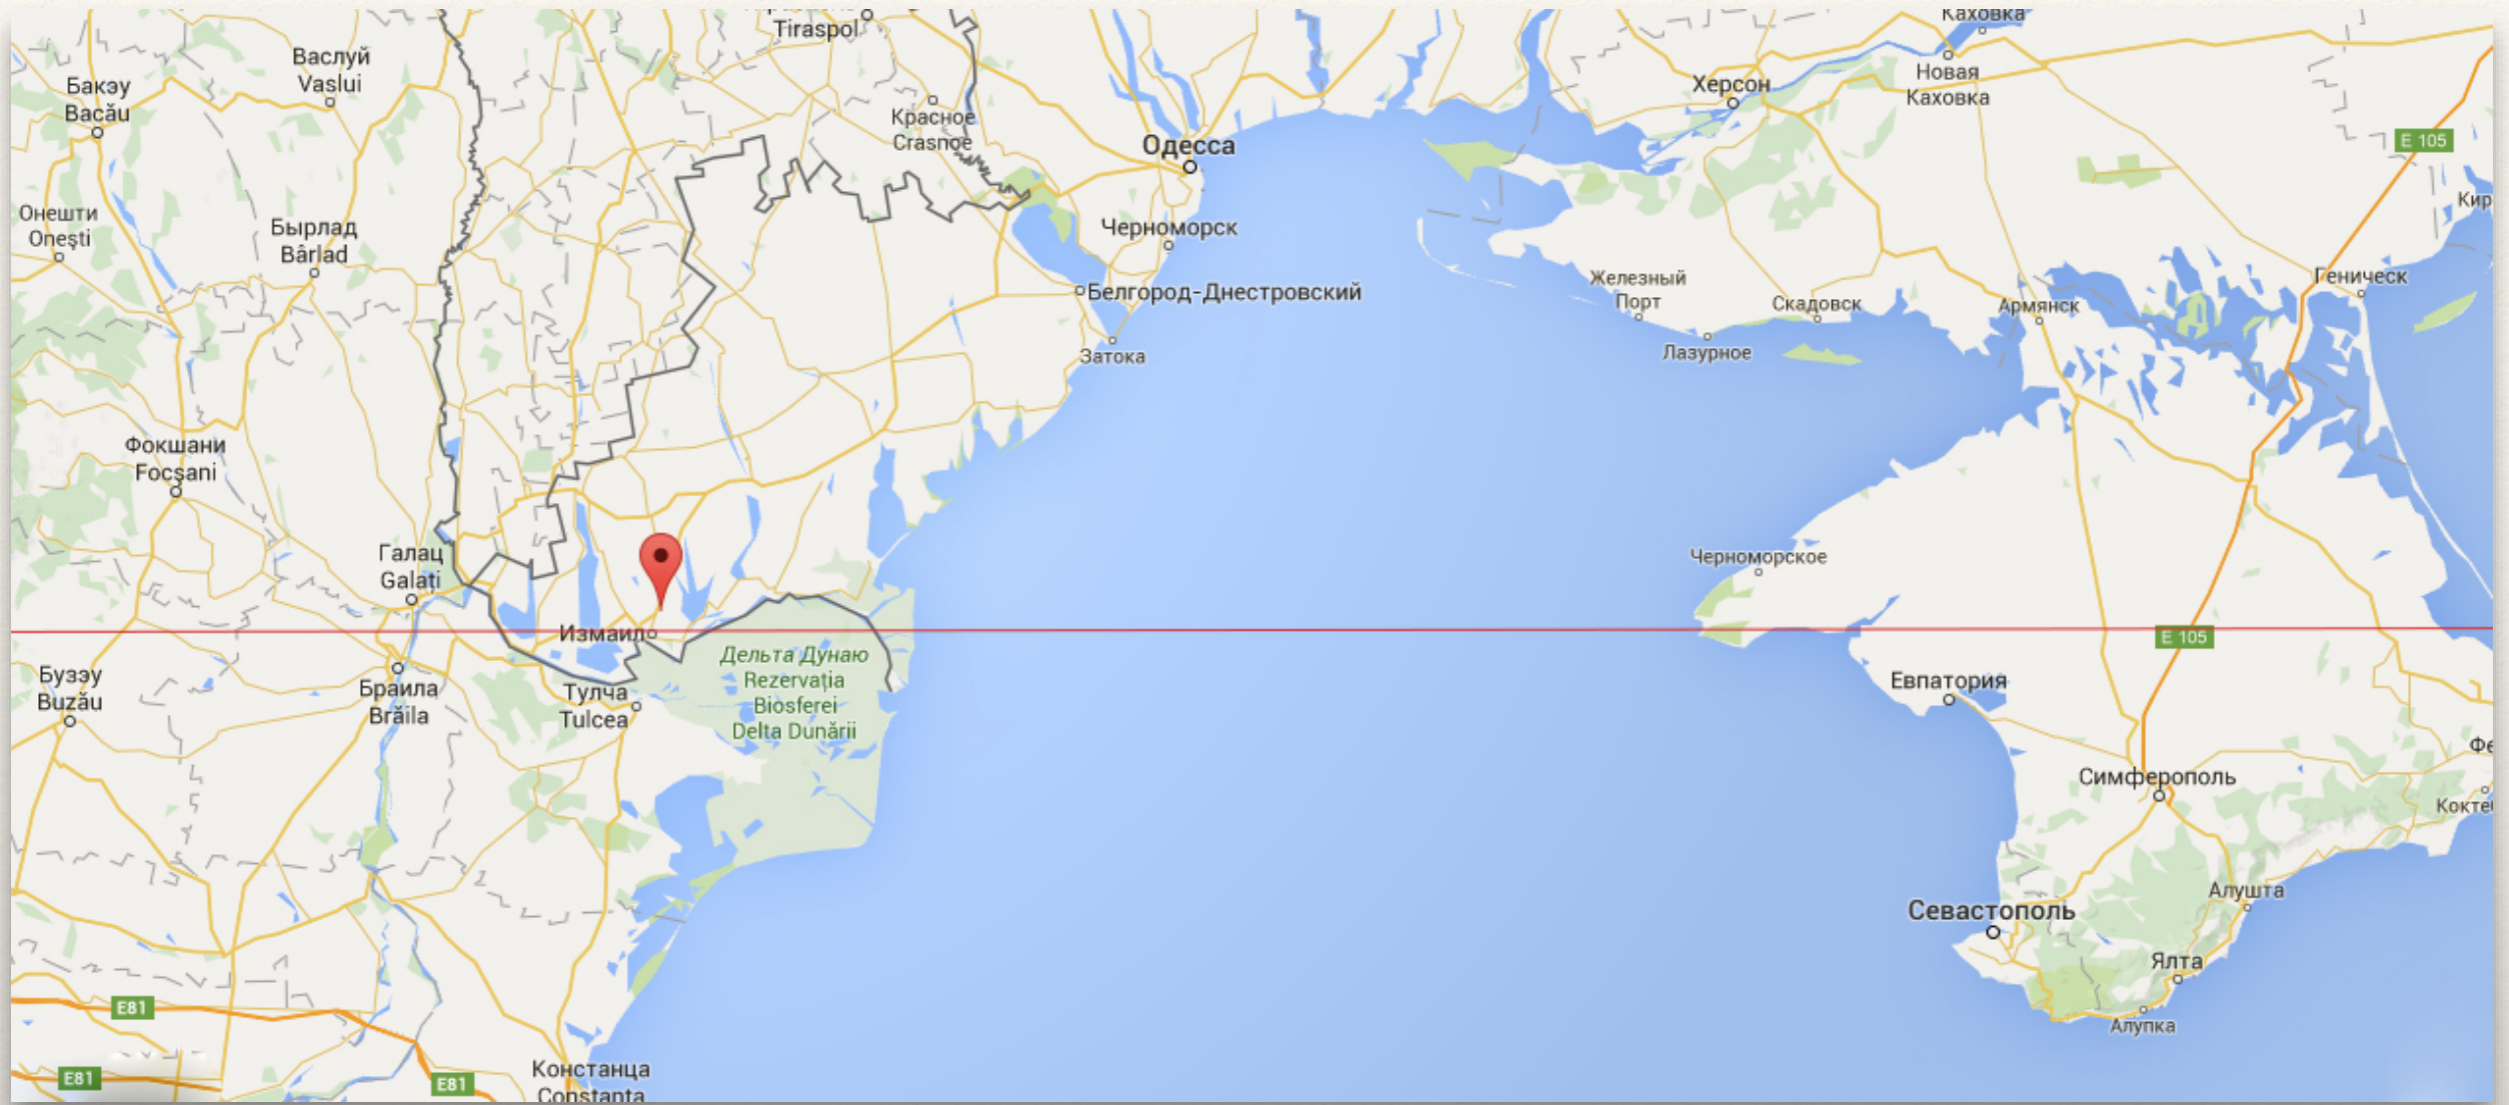 Tiraspol
Каховка
Васлуй
Vaslui
Бакэу
Bacău
Красное
Crasnoe
Одесса
Херсон
Новая
Каховка
E 105
Онешти
Onești
Бырлад
Bârlad
Черноморск
Кир
Белгород-Днестровский
Затока
Железный
Порт
Скадовск
Лазурное
Армянск
Геническ
Фокшани
Focșani
Галац
Galați
Черноморское
Измаил
E 105
Дельта Дунаю
Rezervația
Biosferei
Delta Dunării
Бузэу
Buzău
Браила
Brăila
Тулча
Tulcea
Евпатория
Симферополь
Фе
Кокте
Алушта
Севастополь
Ялта
Алупка
E81
E81
E81
Констанца
Constanța